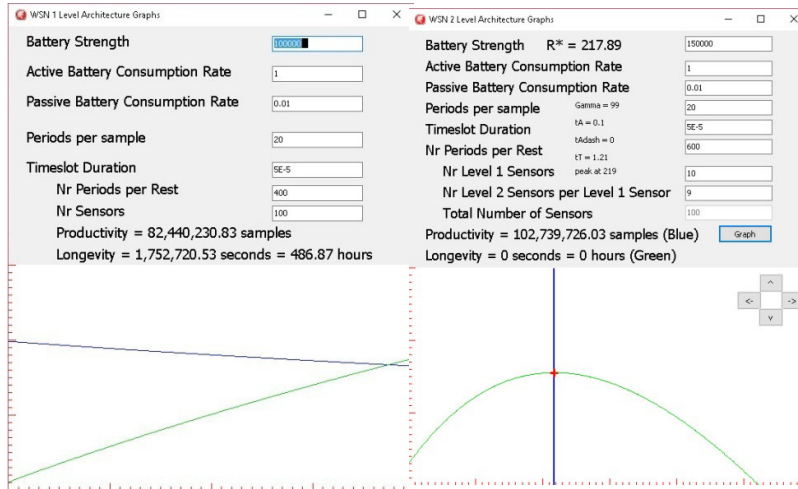 WSN 1 Level Architecture Graphs
Battery Strength 100000
Active Battery Consumption Rate 1
Passive Battery Consumption Rate 0.01
Periods per sample 20
Timeslot Duration 5E-5
Nr Periods per Rest 400
Nr Sensors 100
Productivity = 82,440,230.83 samples
Longevity = 1,752,720.53 seconds = 486.87 hours
WSN 2 Level Architecture Graphs
Battery Strength R* = 217.89 150000
Active Battery Consumption Rate 1
Passive Battery Consumption Rate 0.01
Periods per sample Gamma = 99 20
tA = 0.1
Timeslot Duration 5E-5
tAdash = 0
Nr Periods per Rest 600
tT = 1.21
Nr Level 1 Sensors peak at 219 10
Nr Level 2 Sensors per Level 1 Sensor 9
Total Number of Sensors 100
Productivity = 102,739,726.03 samples (Blue) Graph
Longevity = 0 seconds = 0 hours (Green)
^
<- ->
v